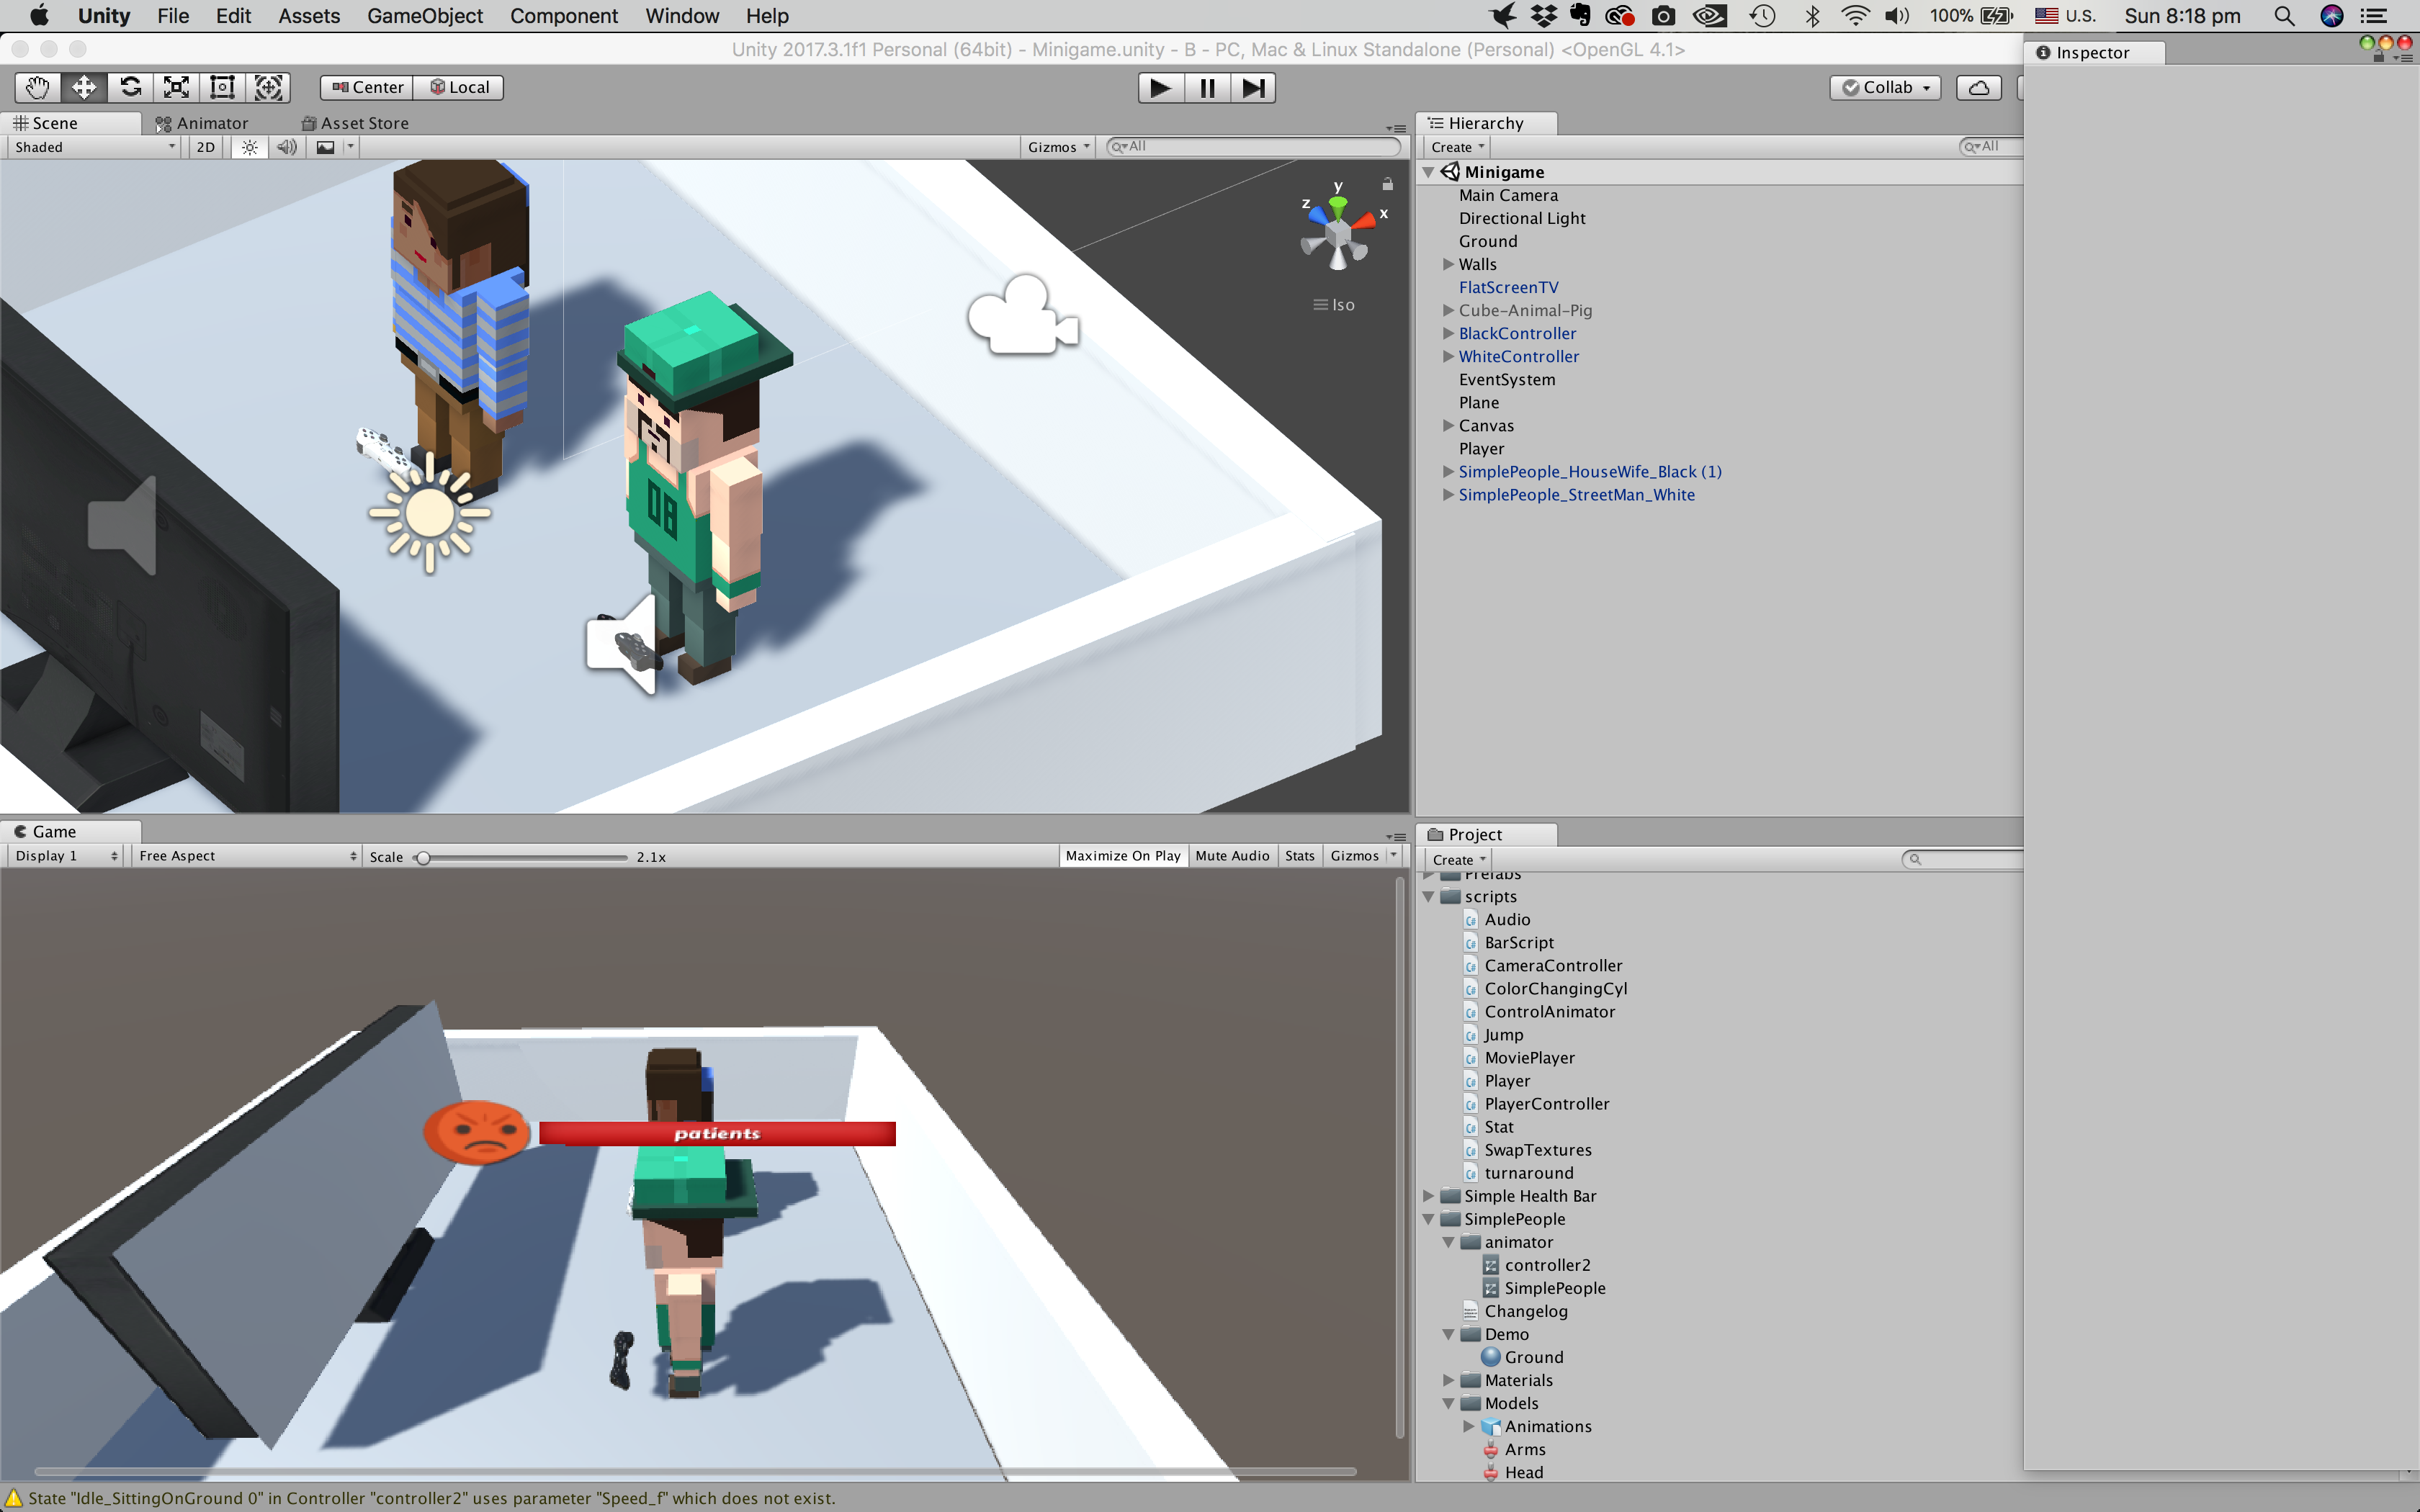 Unity File Edit Assets GameObject Component Window Help 100% U.S. Sun 8:18 pm
Unity 2017.3.1f1 Personal (64bit) - Minigame.unity - B - PC, Mac & Linux Standalone (Personal) <OpenGL 4.1>
Inspector
Center Local Collab
Scene Animator Asset Store
Shaded 2D Gizmos All
y
z
x
Iso
08
Hierarchy
Create All
Minigame
Main Camera
Directional Light
Ground
Walls
FlatScreenTV
Cube-Animal-Pig
BlackController
WhiteController
EventSystem
Plane
Canvas
Player
SimplePeople_HouseWife_Black (1)
SimplePeople_StreetMan_White
Game
Display 1 Free Aspect Scale 2.1x Maximize On Play Mute Audio Stats Gizmos
patients
Project
Create
Prefabs
scripts
Audio
BarScript
CameraController
ColorChangingCyl
ControlAnimator
Jump
MoviePlayer
Player
PlayerController
Stat
SwapTextures
turnaround
Simple Health Bar
SimplePeople
animator
controller2
SimplePeople
Changelog
Demo
Ground
Materials
Models
Animations
Arms
Head
State "Idle_SittingOnGround 0" in Controller "controller2" uses parameter "Speed_f" which does not exist.